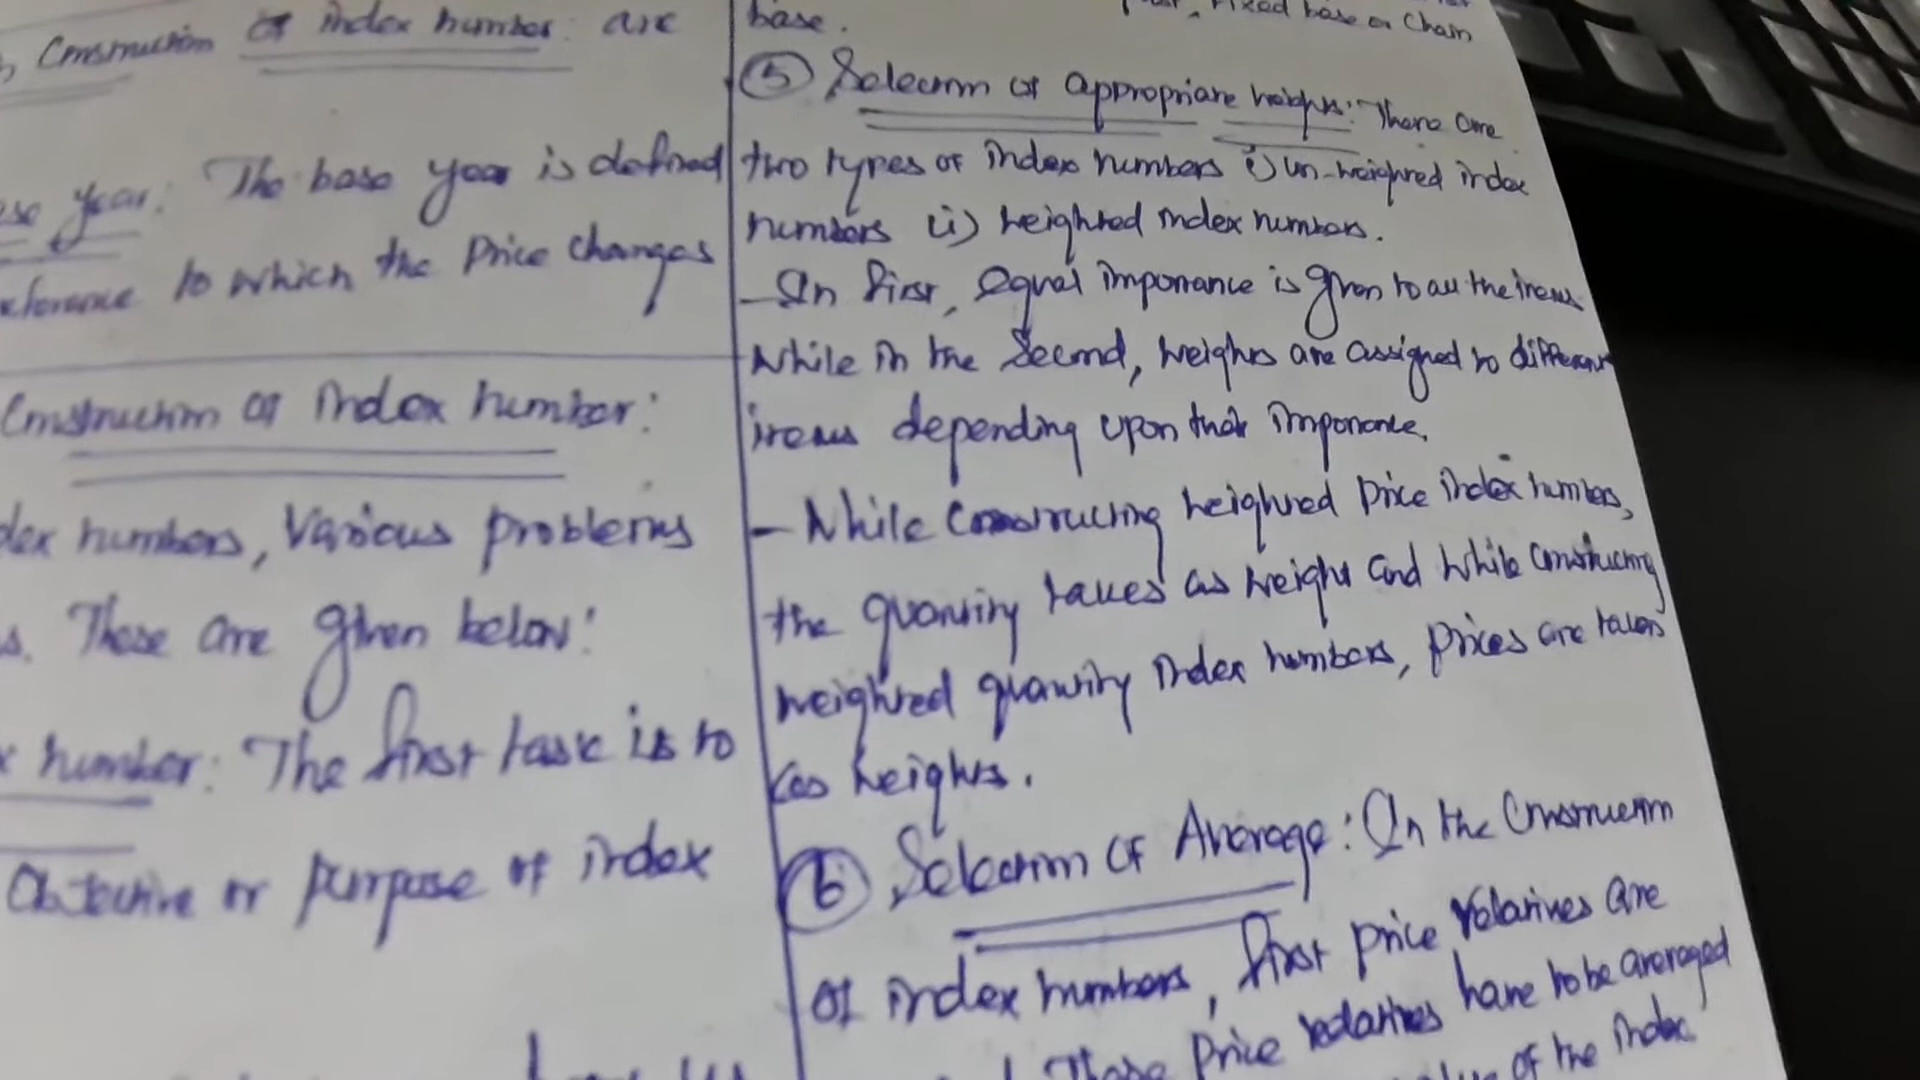 Construction of index number: are
year: The base year is defined
to which the Price changes
Construction of index number:
numbers, Various problems
These are given below:
number: The first task is to
Objective or purpose of index
base.
Fixed base or Chain
⑤ Selection of appropriate weights: There are
two types of index numbers i) un-weighted index
numbers ii) weighted index numbers.
- In first, equal importance is given to all the items
while in the second, weights are assigned to different
items depending upon their importance.
- While constructing weighted price index numbers,
the quantity takes as weight and while constructing
weighted quantity index numbers, prices are taken
as weights.
⑥ Selection of Average: In the Construction
of index numbers, first price relatives are
These Price relatives have to be averaged
of the index